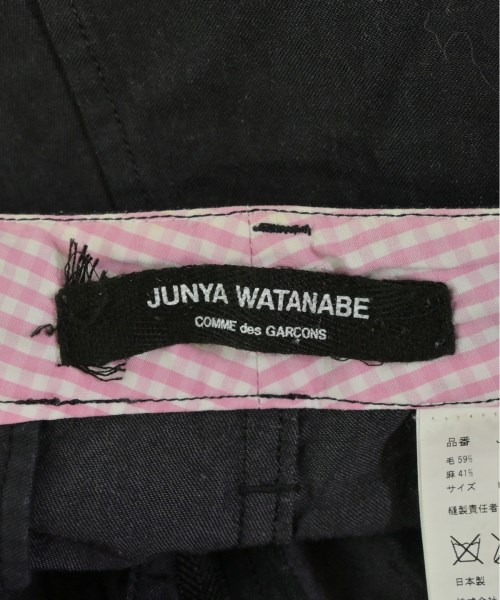 JUNYA WATANABE
COMME des GARÇONS
品番
毛 59%
麻 41%
サイズ
縫製責任者
日本製